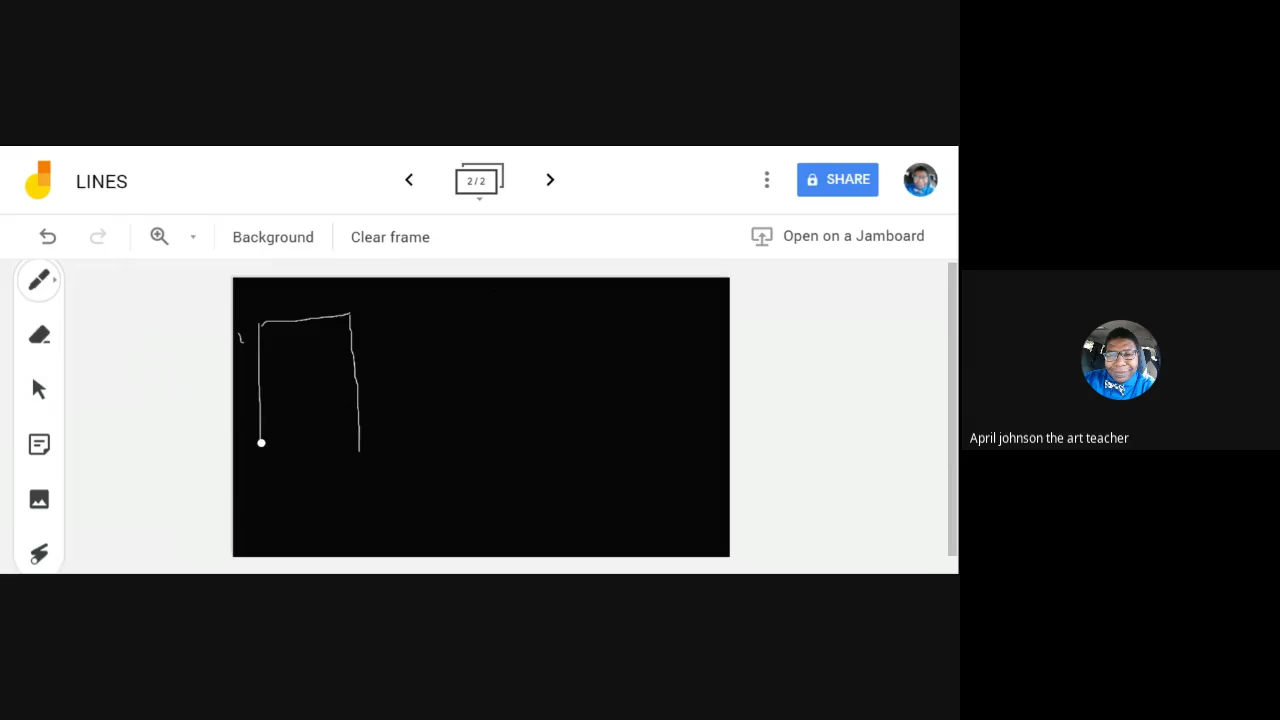 LINES
2/2
SHARE
Background
Clear frame
Open on a Jamboard
April johnson the art teacher